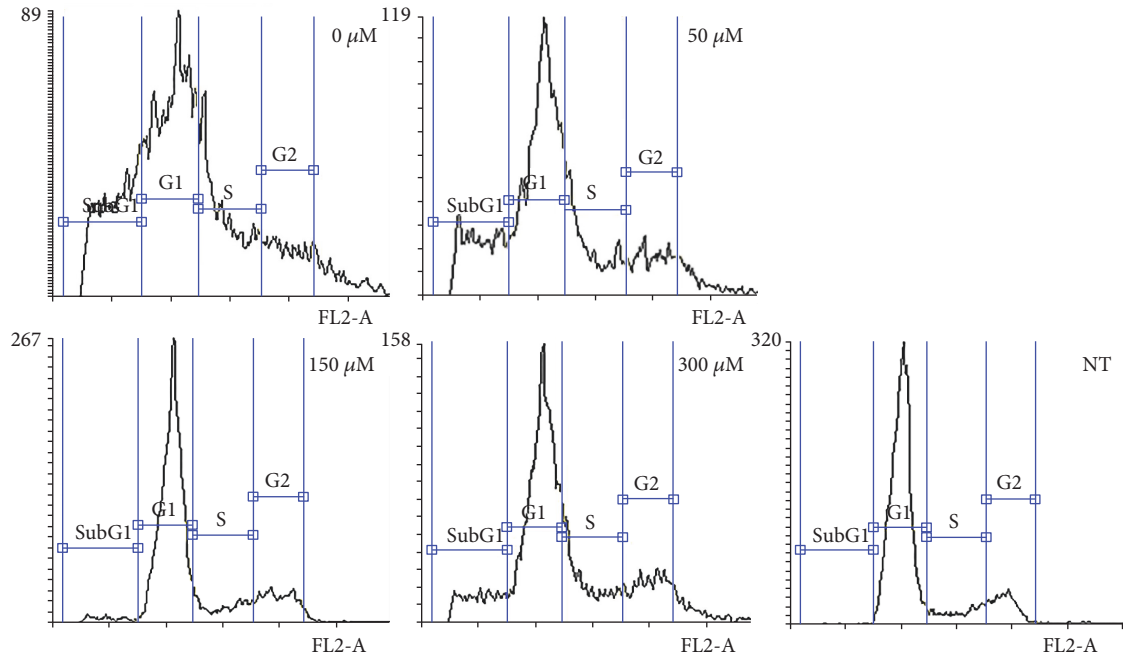 89
0 μM
SubG1
G1
S
G2
FL2-A
119
50 μM
SubG1
G1
S
G2
FL2-A
267
150 μM
SubG1
G1
S
G2
FL2-A
158
300 μM
SubG1
G1
S
G2
FL2-A
320
NT
SubG1
G1
S
G2
FL2-A